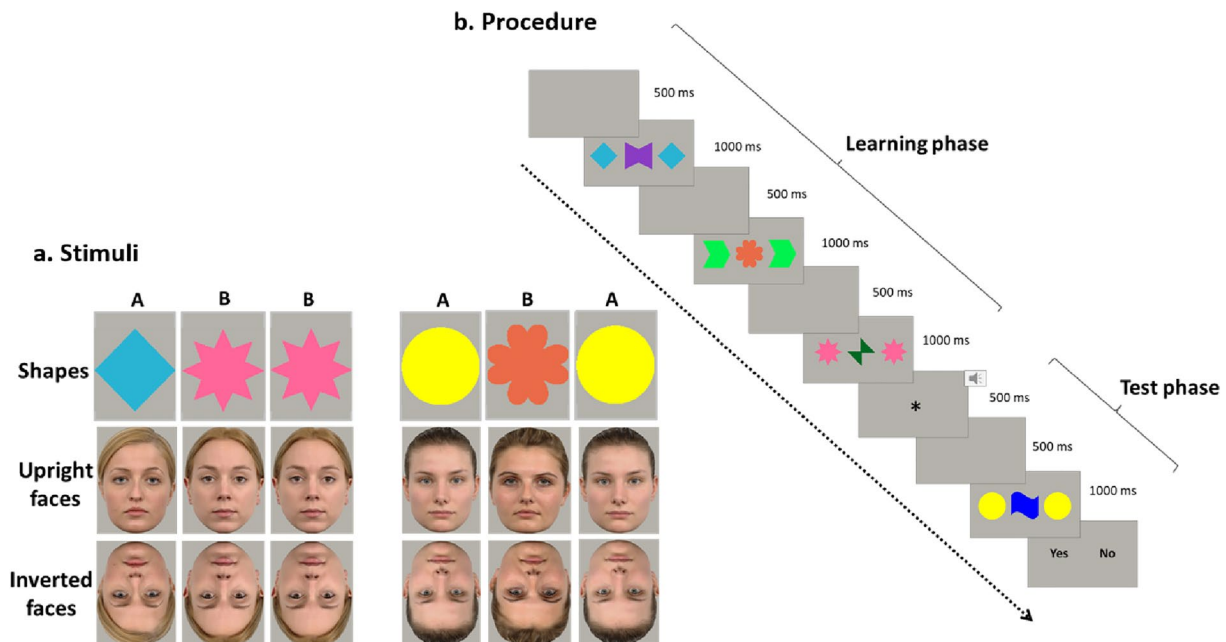 b. Procedure
500 ms
1000 ms
Learning phase
500 ms
1000 ms
500 ms
1000 ms
*
500 ms
Test phase
500 ms
1000 ms
Yes No
a. Stimuli
A B B A B A
Shapes
Upright
faces
Inverted
faces